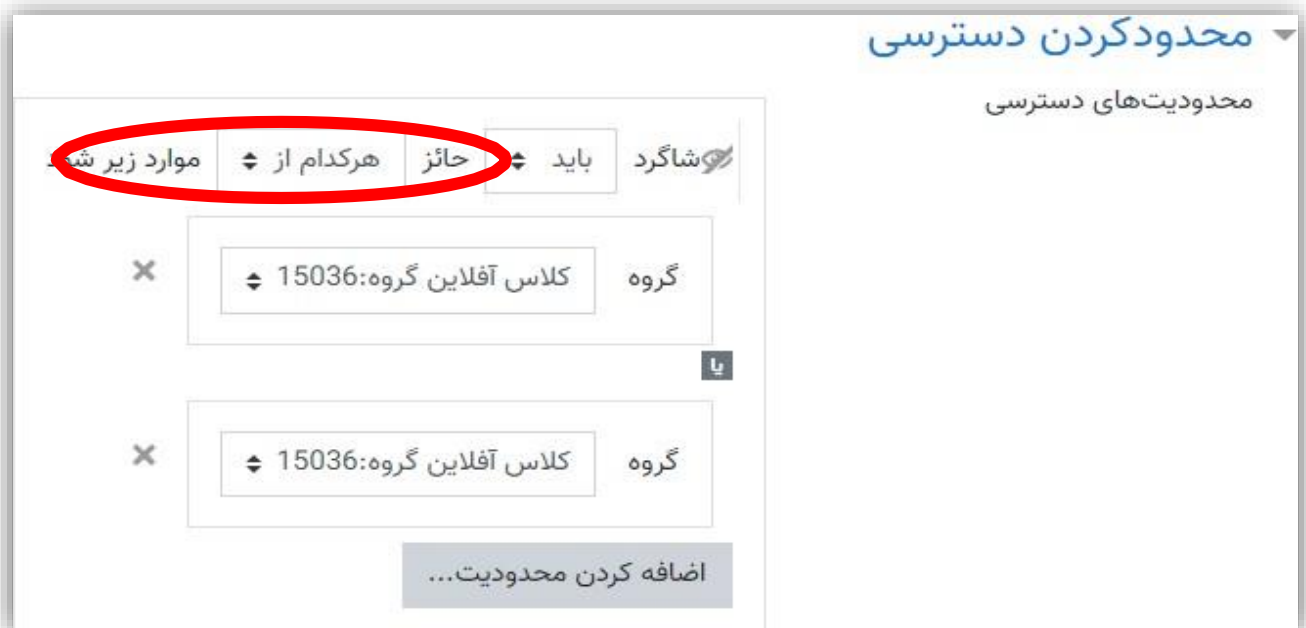 محدودکردن دسترسی
محدودیت‌های دسترسی
شاگرد باید حائز هرکدام از موارد زیر شود
گروه کلاس آفلاین گروه:15036
یا
گروه کلاس آفلاین گروه:15036
اضافه کردن محدودیت...